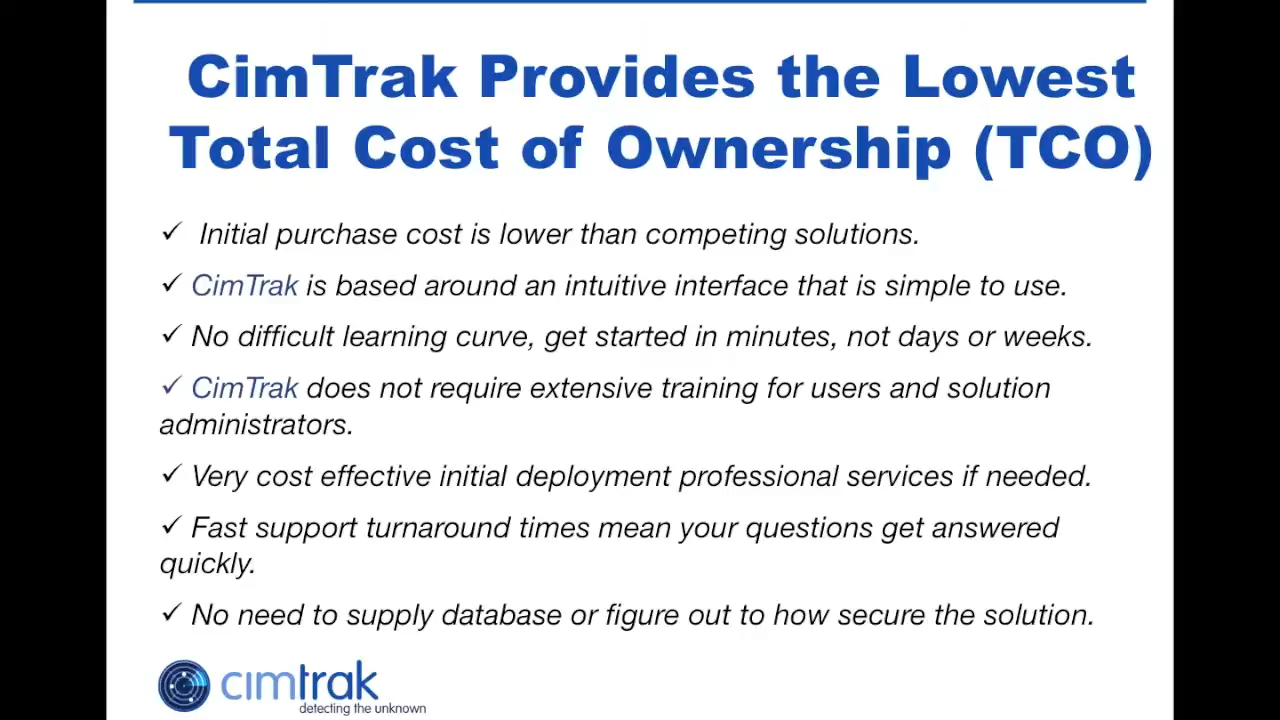 CimTrak Provides the Lowest
Total Cost of Ownership (TCO)
✓ Initial purchase cost is lower than competing solutions.
✓ CimTrak is based around an intuitive interface that is simple to use.
✓ No difficult learning curve, get started in minutes, not days or weeks.
✓ CimTrak does not require extensive training for users and solution
administrators.
✓ Very cost effective initial deployment professional services if needed.
✓ Fast support turnaround times mean your questions get answered
quickly.
✓ No need to supply database or figure out to how secure the solution.
cimtrak
detecting the unknown